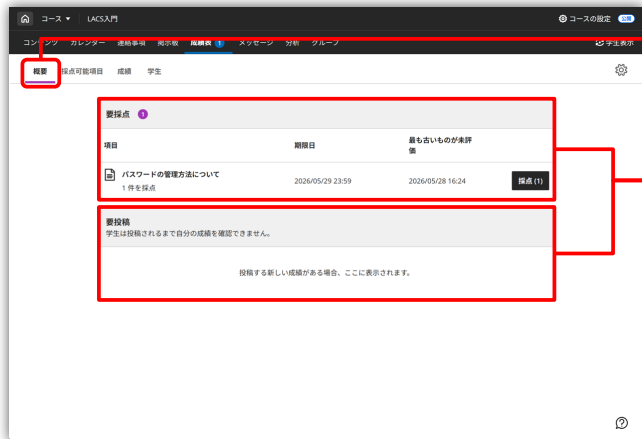 コース ▼ LACS入門 コースの設定 公開
コンテンツ カレンダー 連絡事項 掲示板 成績表 1 メッセージ 分析 グループ 学生表示
概要 採点可能項目 成績 学生
要採点 1
項目 期限日 最も古いものが未評
価
パスワードの管理方法について
1 件を採点 2026/05/29 23:59 2026/05/28 16:24 採点 (1)
要投稿
学生は投稿されるまで自分の成績を確認できません。
投稿する新しい成績がある場合、ここに表示されます。